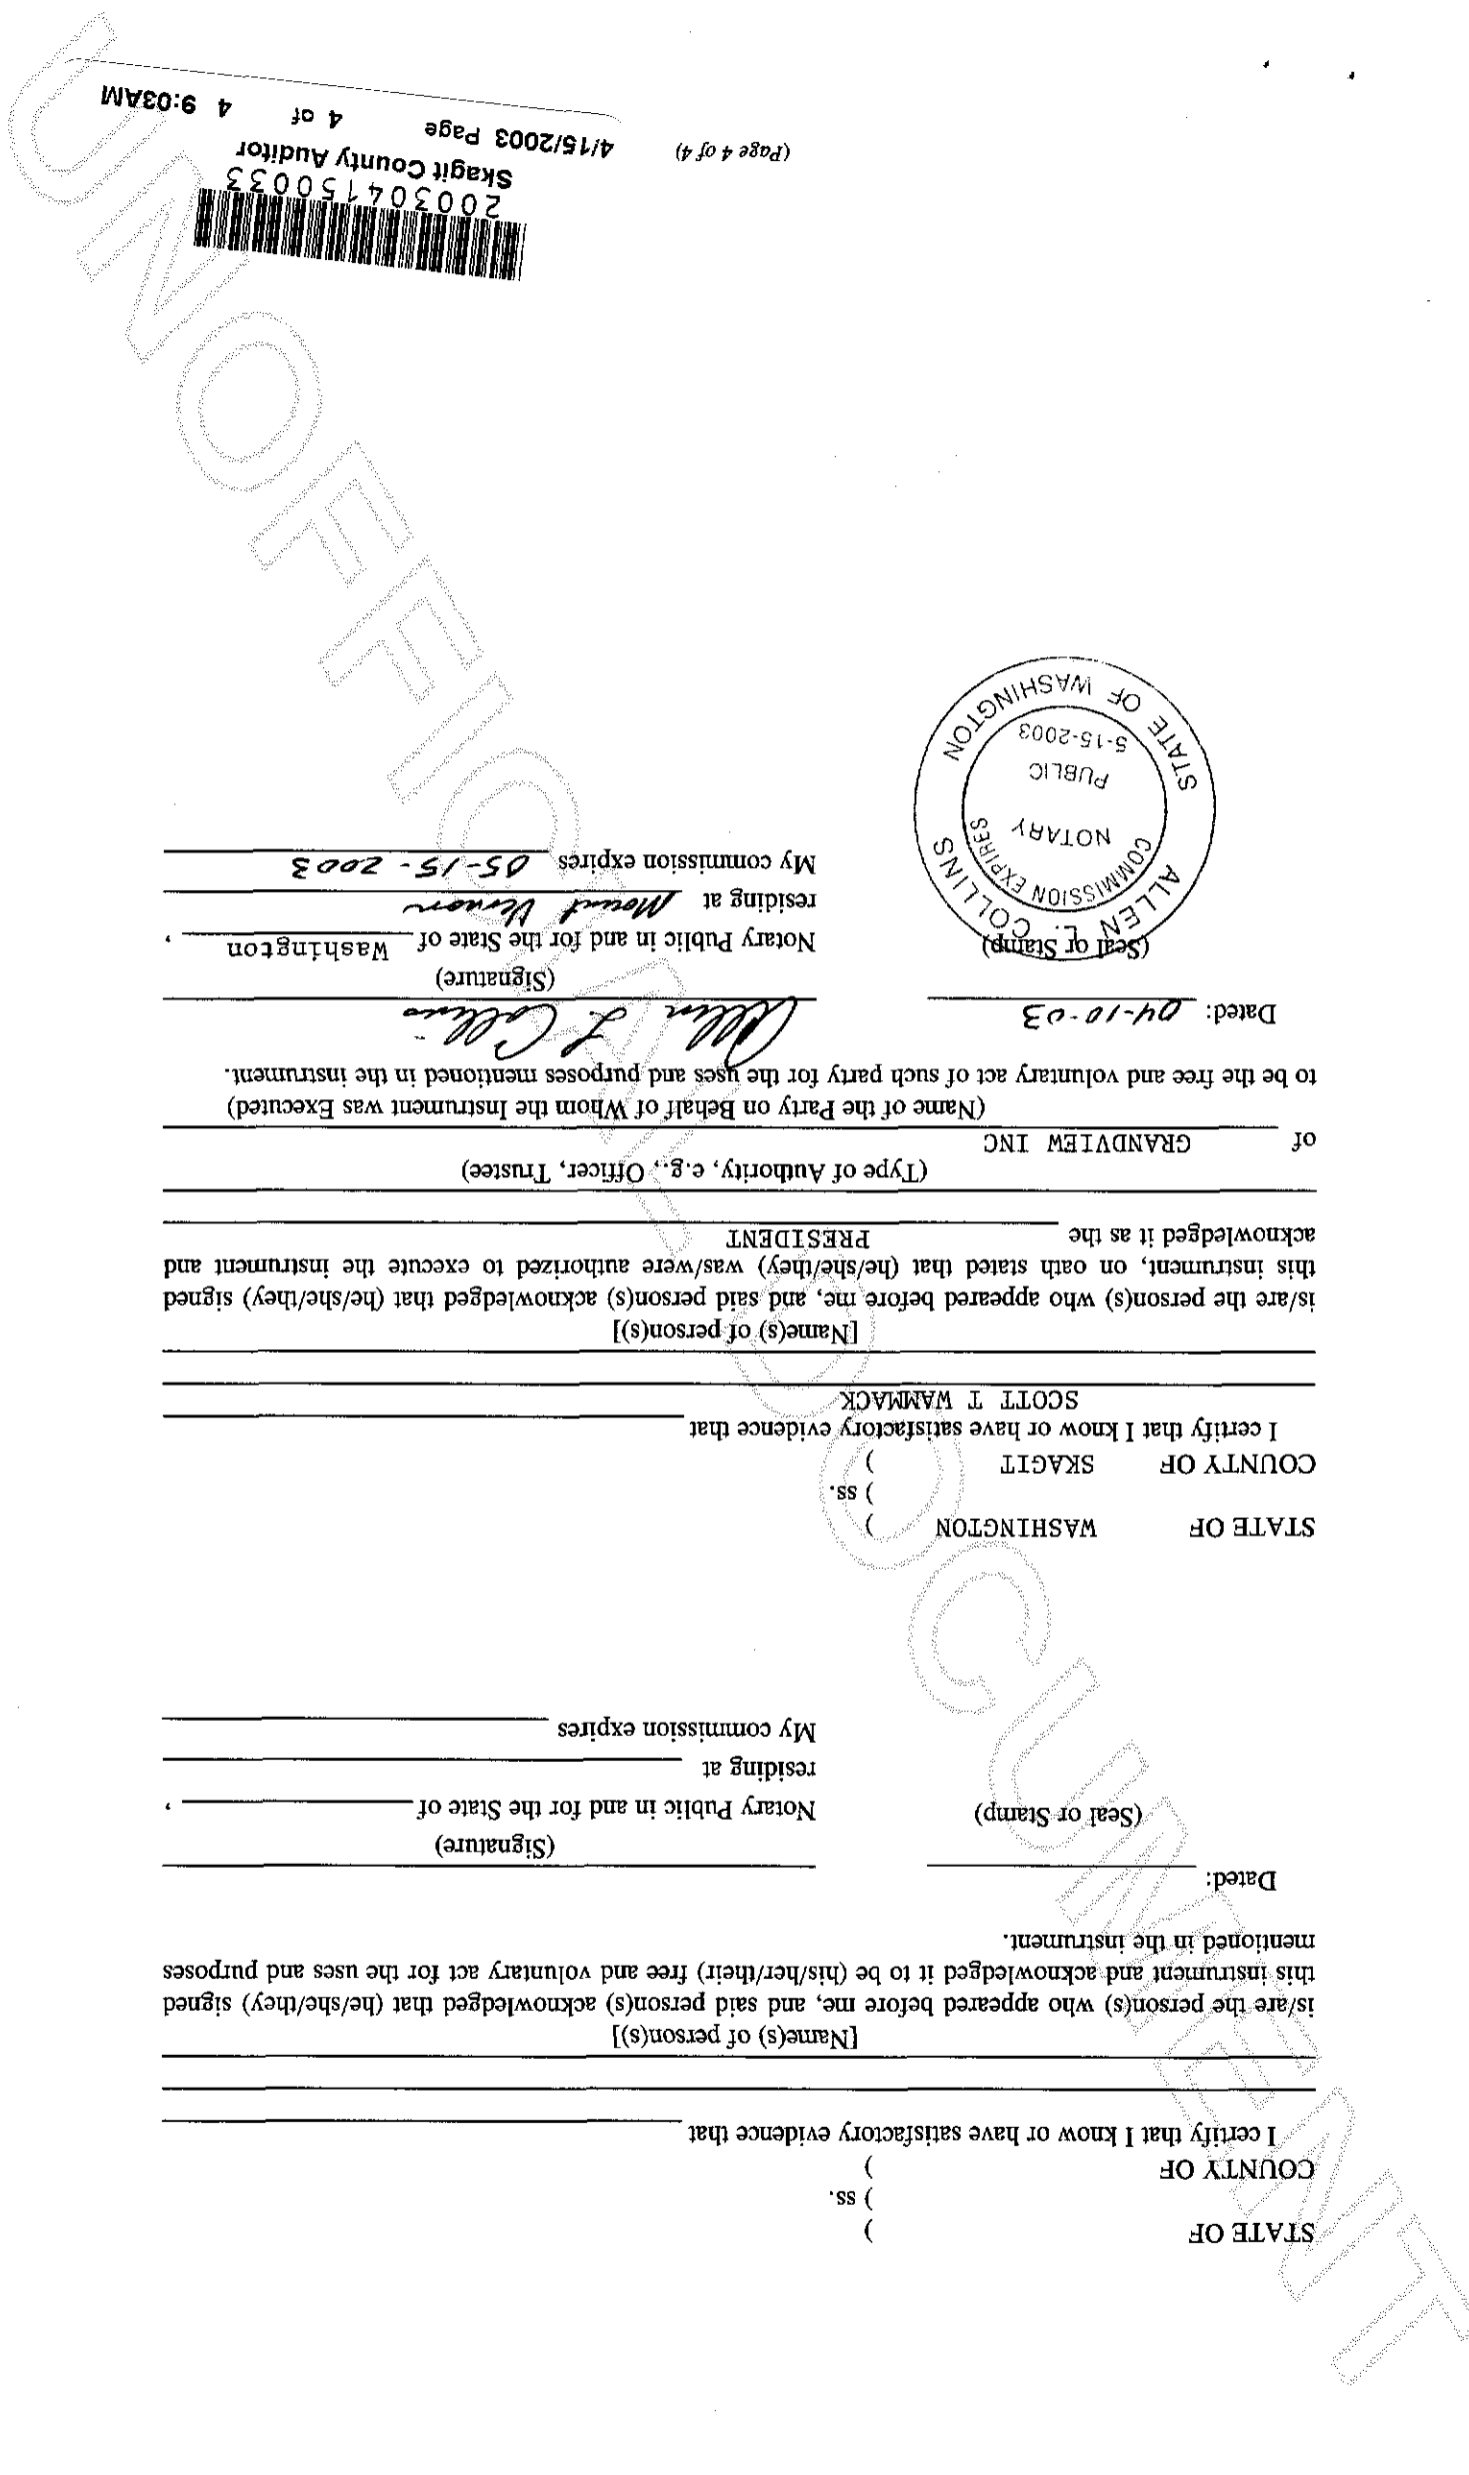 STATE OF )
) ss.
COUNTY OF )
I certify that I know or have satisfactory evidence that
[Name(s) of person(s)]
is/are the person(s) who appeared before me, and said person(s) acknowledged that (he/she/they) signed
this instrument and acknowledged it to be (his/her/their) free and voluntary act for the uses and purposes
mentioned in the instrument.
Dated:
(Signature)
(Seal or Stamp)
Notary Public in and for the State of ,
residing at
My commission expires
STATE OF WASHINGTON )
) ss.
COUNTY OF SKAGIT )
I certify that I know or have satisfactory evidence that
SCOTT T WAMMACK
[Name(s) of person(s)]
is/are the person(s) who appeared before me, and said person(s) acknowledged that (he/she/they) signed
this instrument, on oath stated that (he/she/they) was/were authorized to execute the instrument and
acknowledged it as the PRESIDENT
(Type of Authority, e.g., Officer, Trustee)
of GRANDVIEW INC
(Name of the Party on Behalf of Whom the Instrument was Executed)
to be the free and voluntary act of such party for the uses and purposes mentioned in the instrument.
Dated: 04-10-03
Allen L Collins
(Signature)
(Seal or Stamp)
Notary Public in and for the State of Washington ,
residing at Mount Vernon
My commission expires 05-15-2003
ALLEN L. COLLINS
COMMISSION EXPIRES
NOTARY
PUBLIC
5-15-2003
STATE OF WASHINGTON
(Page 4 of 4)
200304150033
Skagit County Auditor
4/15/2003 Page 4 of 4 9:03AM
UNOFFICIAL DOCUMENT